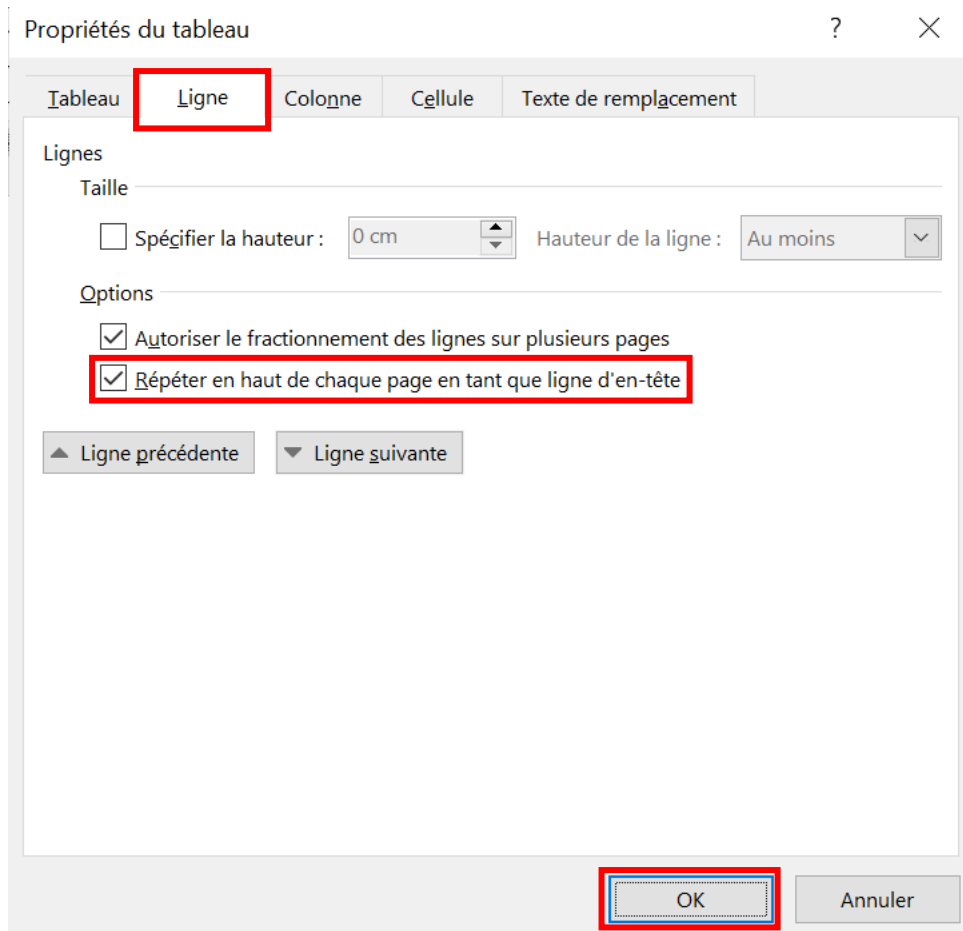 Propriétés du tableau ?
Tableau Ligne Colonne Cellule Texte de remplacement
Lignes
Taille
Spécifier la hauteur : 0 cm Hauteur de la ligne : Au moins
Options
Autoriser le fractionnement des lignes sur plusieurs pages
Répéter en haut de chaque page en tant que ligne d'en-tête
Ligne précédente Ligne suivante
OK Annuler